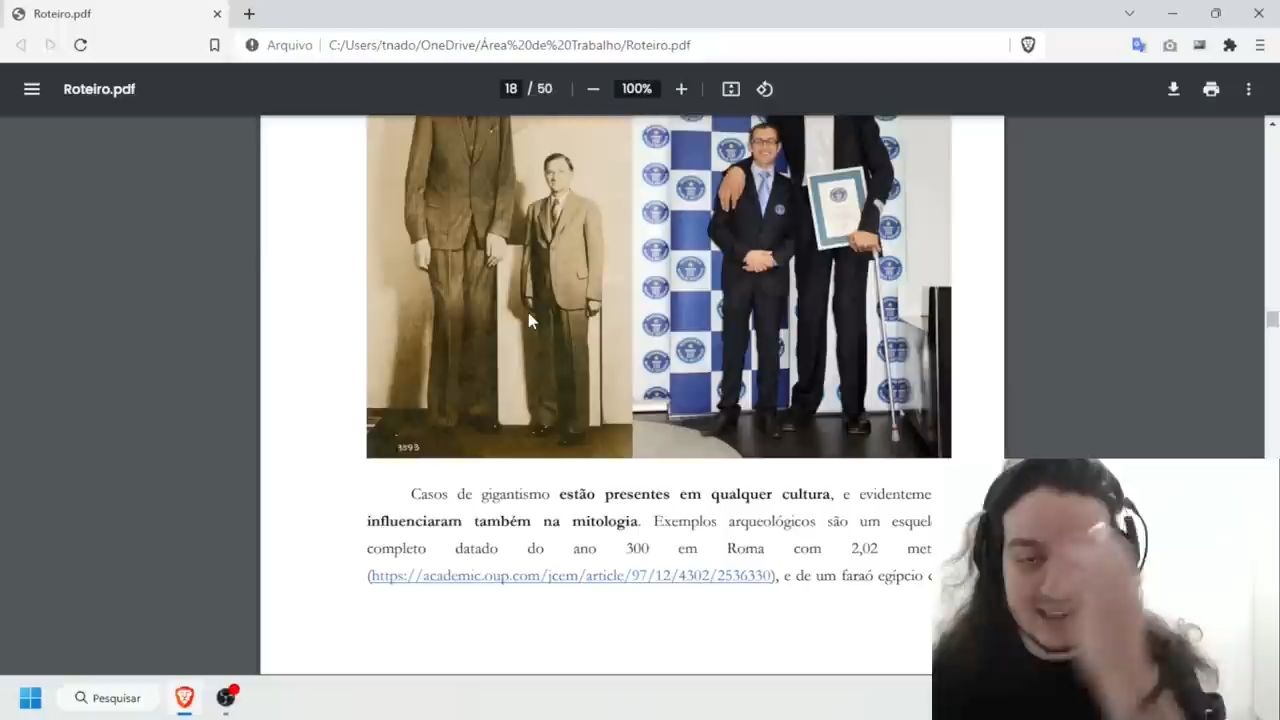 Roteiro.pdf
Arquivo
C:/Users/tnado/OneDrive/Área%20de%20Trabalho/Roteiro.pdf
Roteiro.pdf
18 / 50
100%
3593
Casos de gigantismo estão presentes em qualquer cultura, e evidenteme
influenciaram também na mitologia. Exemplos arqueológicos são um esquel
completo datado do ano 300 em Roma com 2,02 met
(https://academic.oup.com/jcem/article/97/12/4302/2536330), e de um faraó egípcio c
Pesquisar